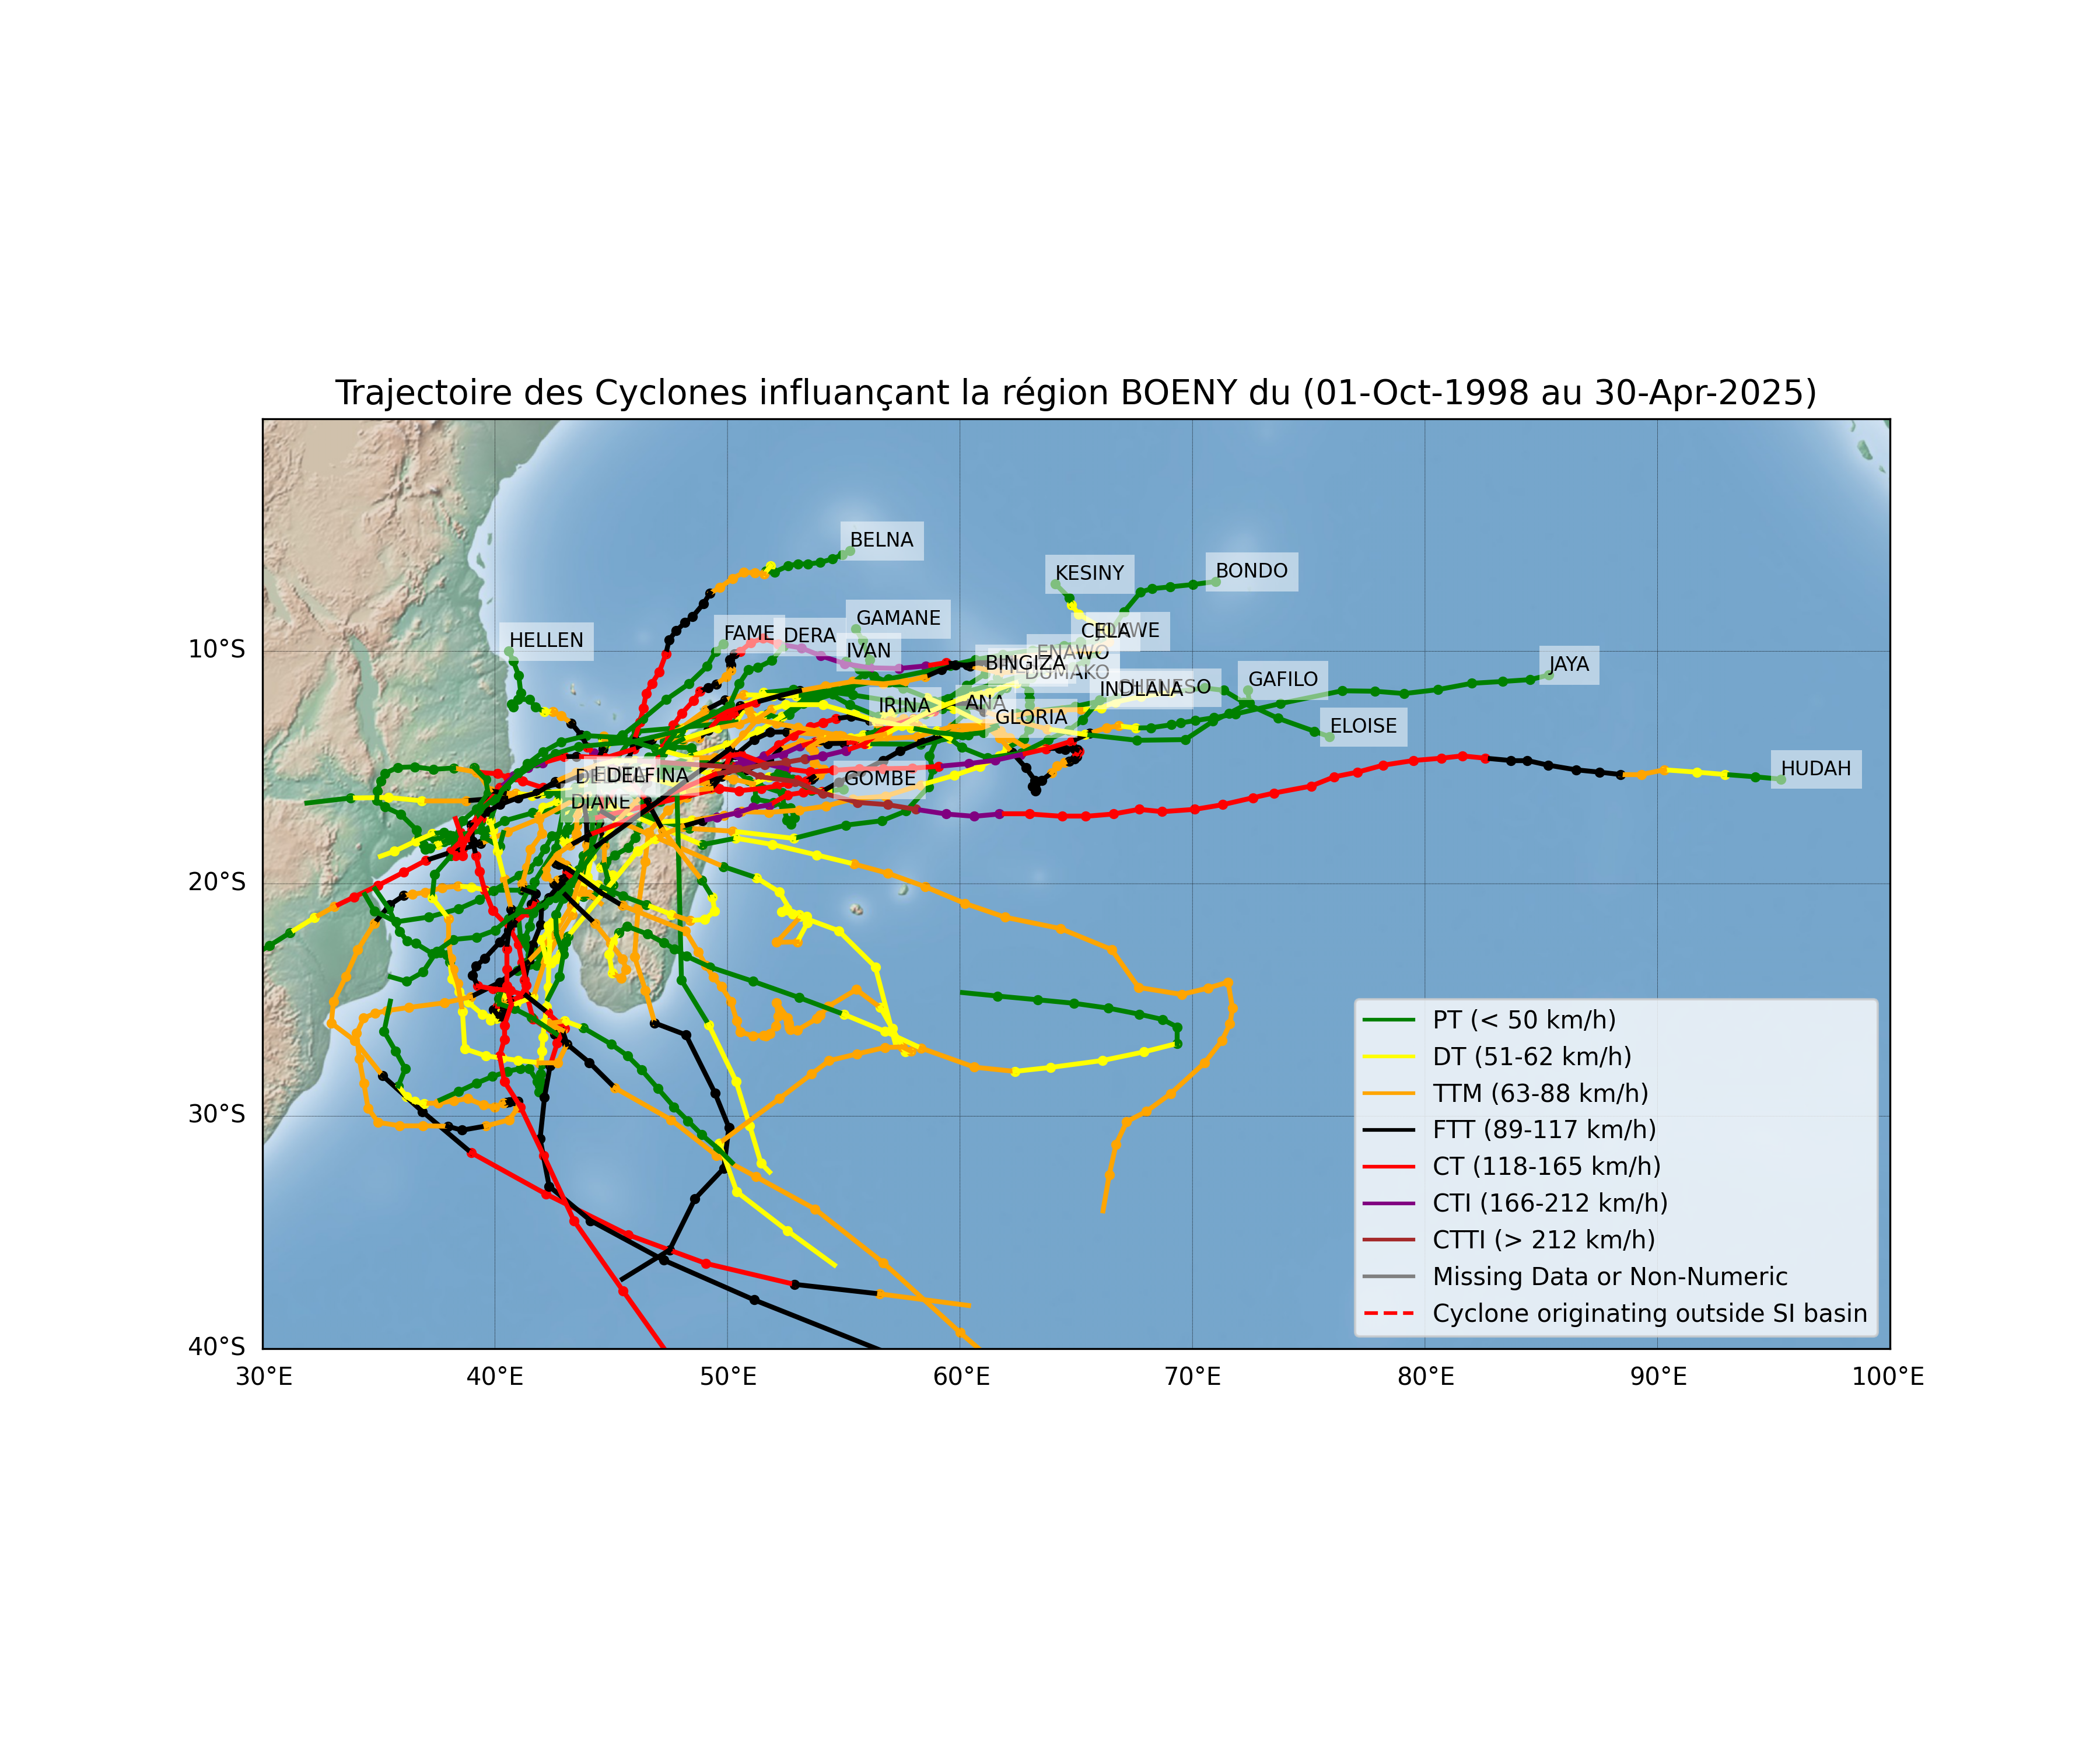 Trajectoire des Cyclones influançant la région BOENY du (01-Oct-1998 au 30-Apr-2025)
BELNA
KESINY
BONDO
GAMANE
HELLEN
FAME
DERA
IVAN
CELA
ENAWO
BINGIZA
DUMAKO
JAYA
INDLALA
GAFILO
IRINA
ANA
GLORIA
ELOISE
HUDAH
GOMBE
DELFINA
DIANE
10°S
20°S
30°S
40°S
30°E
40°E
50°E
60°E
70°E
80°E
90°E
100°E
PT (< 50 km/h)
DT (51-62 km/h)
TTM (63-88 km/h)
FTT (89-117 km/h)
CT (118-165 km/h)
CTI (166-212 km/h)
CTTI (> 212 km/h)
Missing Data or Non-Numeric
Cyclone originating outside SI basin